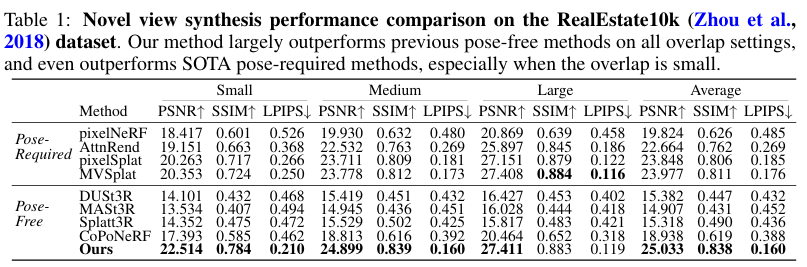 Table 1: Novel view synthesis performance comparison on the RealEstate10k (Zhou et al.,
2018) dataset. Our method largely outperforms previous pose-free methods on all overlap settings,
and even outperforms SOTA pose-required methods, especially when the overlap is small.
Small Medium Large Average
Method PSNR↑ SSIM↑ LPIPS↓ PSNR↑ SSIM↑ LPIPS↓ PSNR↑ SSIM↑ LPIPS↓ PSNR↑ SSIM↑ LPIPS↓
Pose-Required
pixelNeRF 18.417 0.601 0.526 19.930 0.632 0.480 20.869 0.639 0.458 19.824 0.626 0.485
AttnRend 19.151 0.663 0.368 22.532 0.763 0.269 25.897 0.845 0.186 22.664 0.762 0.269
pixelSplat 20.263 0.717 0.266 23.711 0.809 0.181 27.151 0.879 0.122 23.848 0.806 0.185
MVSplat 20.353 0.724 0.250 23.778 0.812 0.173 27.408 0.884 0.116 23.977 0.811 0.176
Pose-Free
DUSt3R 14.101 0.432 0.468 15.419 0.451 0.432 16.427 0.453 0.402 15.382 0.447 0.432
MASt3R 13.534 0.407 0.494 14.945 0.436 0.451 16.028 0.444 0.418 14.907 0.431 0.452
Splatt3R 14.352 0.475 0.472 15.529 0.502 0.425 15.817 0.483 0.421 15.318 0.490 0.436
CoPoNeRF 17.393 0.585 0.462 18.813 0.616 0.392 20.464 0.652 0.318 18.938 0.619 0.388
Ours 22.514 0.784 0.210 24.899 0.839 0.160 27.411 0.883 0.119 25.033 0.838 0.160